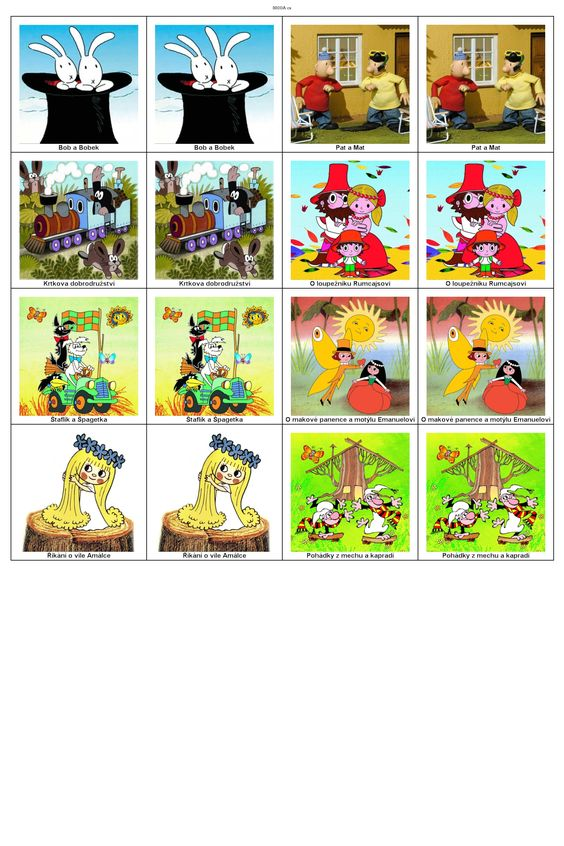 Bob a Bobek
Bob a Bobek
Pat a Mat
Pat a Mat
Krtkova dobrodružství
Krtkova dobrodružství
O loupežníku Rumcajsovi
O loupežníku Rumcajsovi
Štaflík a Špagetka
Štaflík a Špagetka
O makové panence a motýlu Emanuelovi
O makové panence a motýlu Emanuelovi
Říkání o víle Amálce
Říkání o víle Amálce
Pohádky z mechu a kapradí
Pohádky z mechu a kapradí